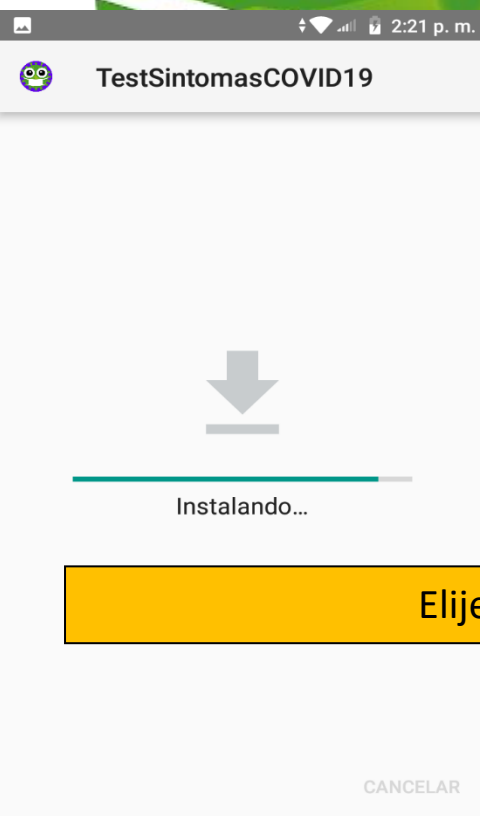 2:21 p. m.
TestSintomasCOVID19
Instalando...
Elije
CANCELAR